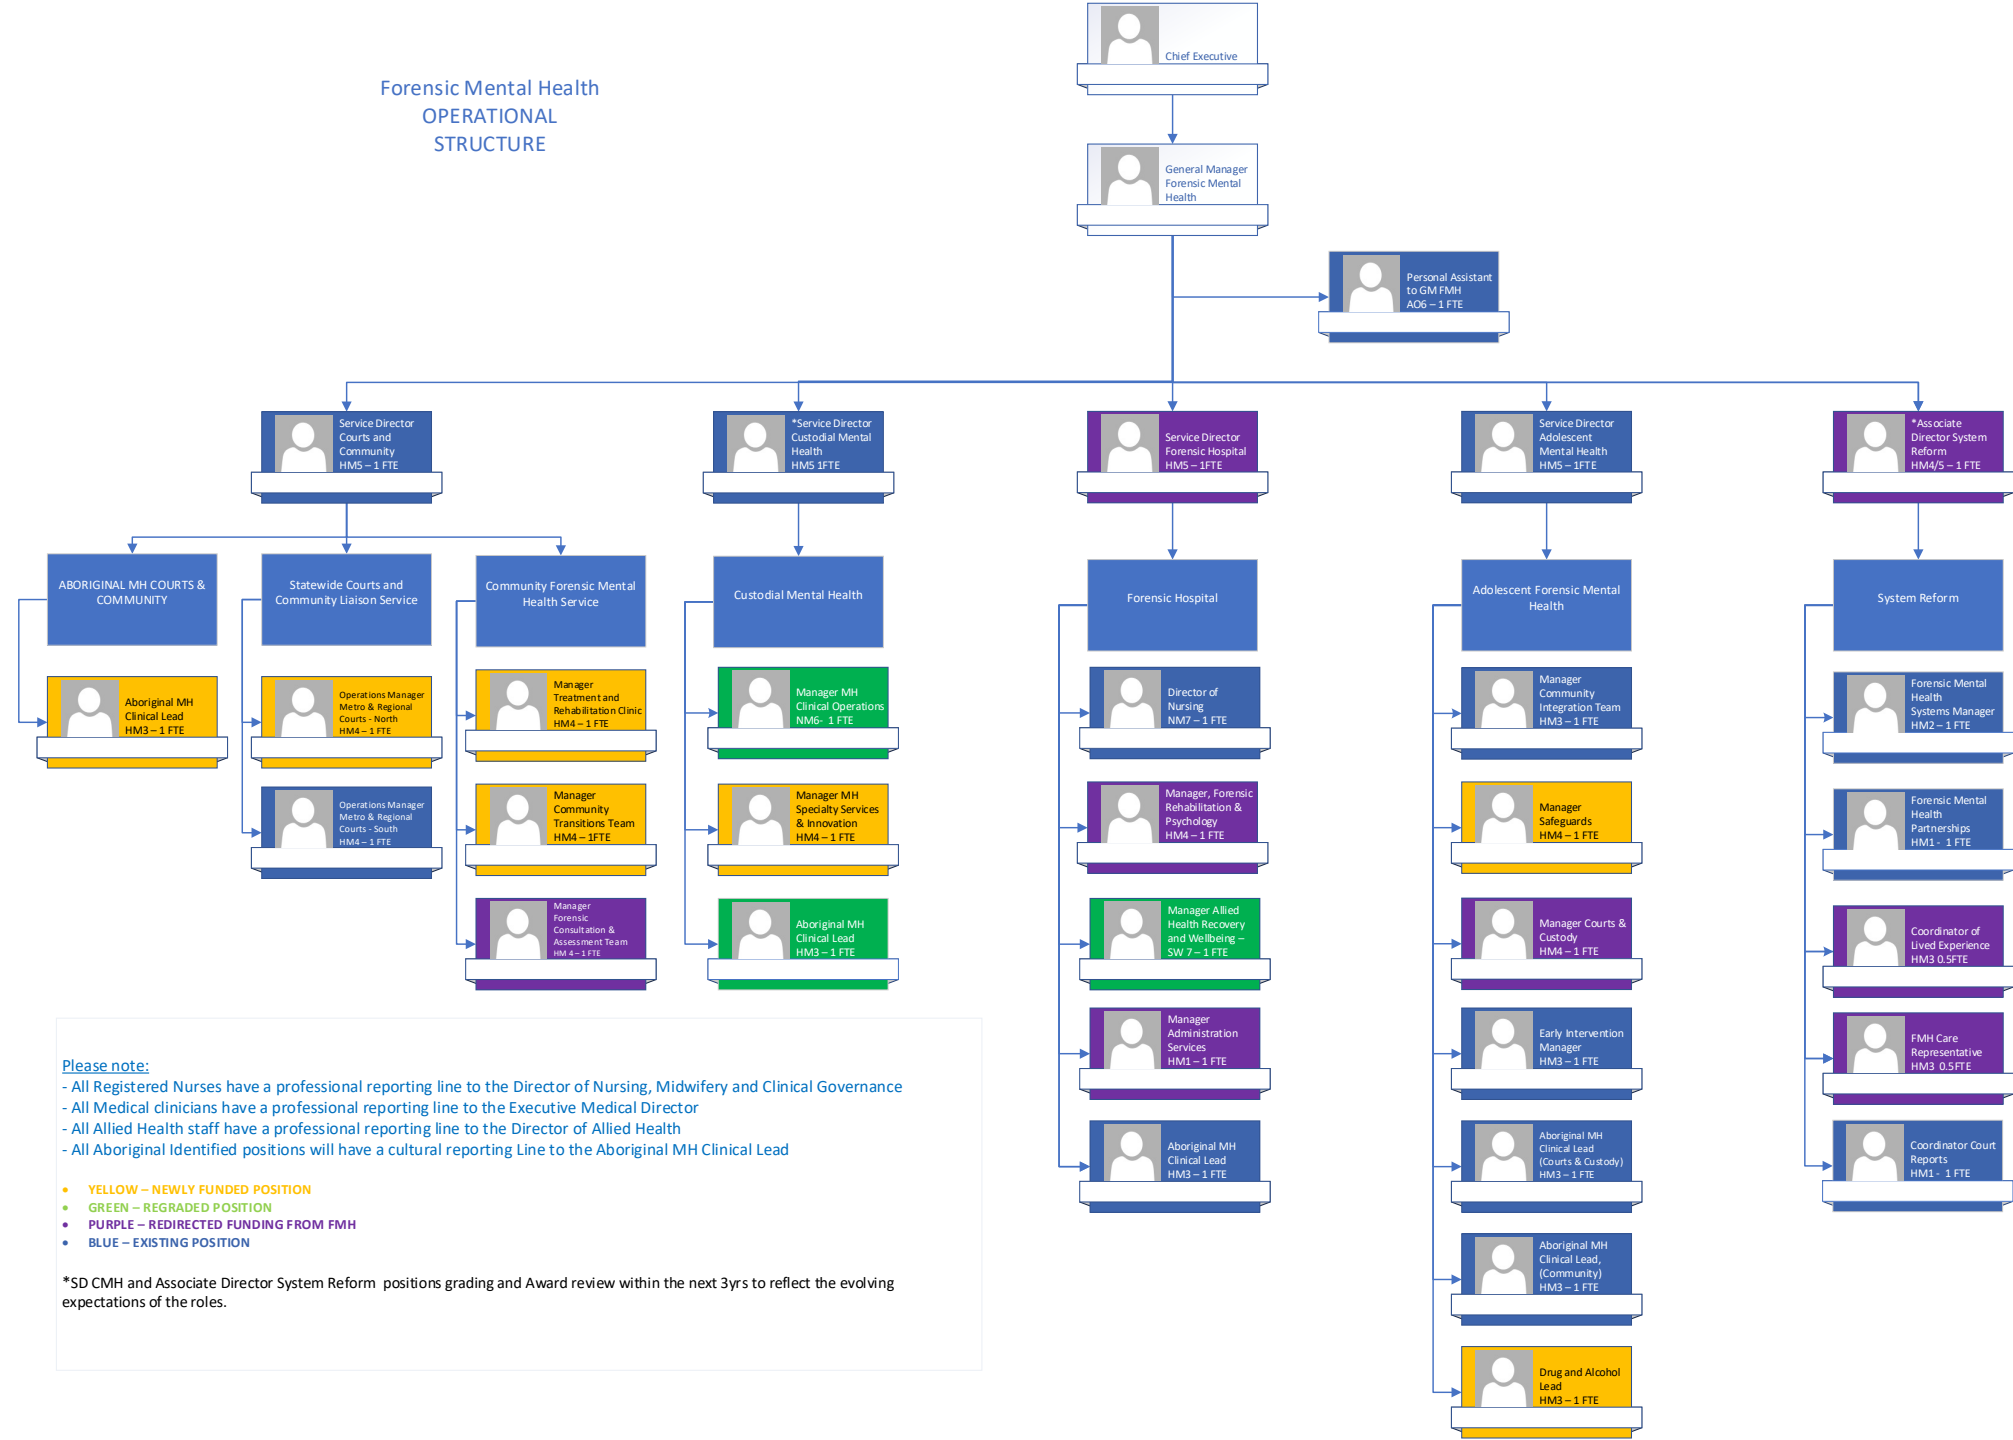 Forensic Mental Health
OPERATIONAL
STRUCTURE
Chief Executive
General Manager
Forensic Mental
Health
Personal Assistant
to GM FMH
AO6 – 1 FTE
Service Director
Courts and
Community
HM5 – 1 FTE
*Service Director
Custodial Mental
Health
HM5 1FTE
Service Director
Forensic Hospital
HM5 – 1FTE
Service Director
Adolescent
Mental Health
HM5 – 1FTE
*Associate
Director System
Reform
HM4/5 – 1 FTE
ABORIGINAL MH COURTS &
COMMUNITY
Statewide Courts and
Community Liaison Service
Community Forensic Mental
Health Service
Custodial Mental Health
Forensic Hospital
Adolescent Forensic Mental
Health
System Reform
Aboriginal MH
Clinical Lead
HM3 – 1 FTE
Operations Manager
Metro & Regional
Courts - North
HM4 – 1 FTE
Operations Manager
Metro & Regional
Courts - South
HM4 – 1 FTE
Manager
Treatment and
Rehabilitation Clinic
HM4 – 1 FTE
Manager
Community
Transitions Team
HM4 – 1FTE
Manager
Forensic
Consultation &
Assessment Team
HM 4 – 1 FTE
Manager MH
Clinical Operations
NM6- 1 FTE
Manager MH
Specialty Services
& Innovation
HM4 – 1 FTE
Aboriginal MH
Clinical Lead
HM3 – 1 FTE
Director of
Nursing
NM7 – 1 FTE
Manager, Forensic
Rehabilitation &
Psychology
HM4 – 1 FTE
Manager Allied
Health Recovery
and Wellbeing –
SW 7 – 1 FTE
Manager
Administration
Services
HM1 – 1 FTE
Aboriginal MH
Clinical Lead
HM3 – 1 FTE
Manager
Community
Integration Team
HM3 – 1 FTE
Manager
Safeguards
HM4 – 1 FTE
Manager Courts &
Custody
HM4 – 1 FTE
Early Intervention
Manager
HM3 – 1 FTE
Aboriginal MH
Clinical Lead
(Courts & Custody)
HM3 – 1 FTE
Aboriginal MH
Clinical Lead,
(Community)
HM3 – 1 FTE
Drug and Alcohol
Lead
HM3 – 1 FTE
Forensic Mental
Health
Systems Manager
HM2 – 1 FTE
Forensic Mental
Health
Partnerships
HM1 - 1 FTE
Coordinator of
Lived Experience
HM3 0.5FTE
FMH Care
Representative
HM3 0.5FTE
Coordinator Court
Reports
HM1 - 1 FTE
Please note:
- All Registered Nurses have a professional reporting line to the Director of Nursing, Midwifery and Clinical Governance
- All Medical clinicians have a professional reporting line to the Executive Medical Director
- All Allied Health staff have a professional reporting line to the Director of Allied Health
- All Aboriginal Identified positions will have a cultural reporting Line to the Aboriginal MH Clinical Lead
• YELLOW – NEWLY FUNDED POSITION
• GREEN – REGRADED POSITION
• PURPLE – REDIRECTED FUNDING FROM FMH
• BLUE – EXISTING POSITION
*SD CMH and Associate Director System Reform positions grading and Award review within the next 3yrs to reflect the evolving
expectations of the roles.